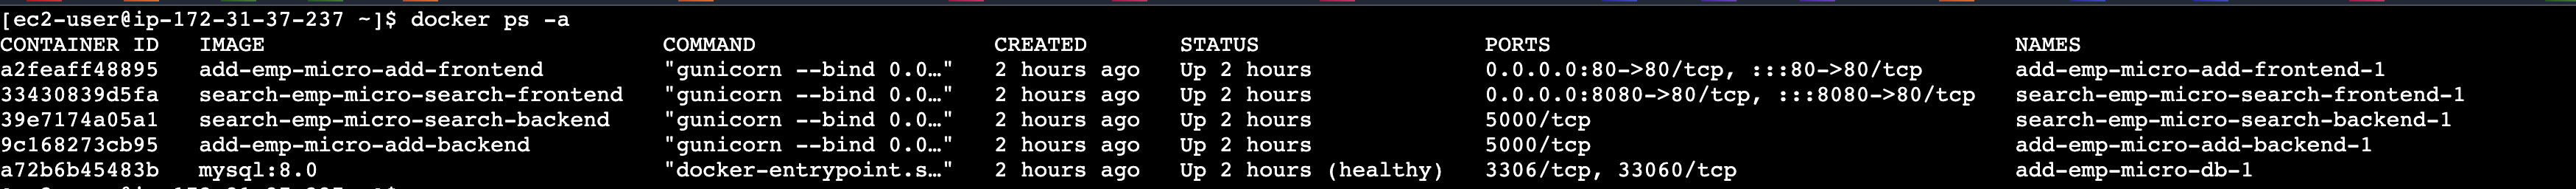 [ec2-user@ip-172-31-37-237 ~]$ docker ps -a
CONTAINER ID   IMAGE                              COMMAND                  CREATED       STATUS                 PORTS                                   NAMES
a2feaff48895   add-emp-micro-add-frontend         "gunicorn --bind 0.0…"   2 hours ago   Up 2 hours             0.0.0.0:80->80/tcp, :::80->80/tcp       add-emp-micro-add-frontend-1
33430839d5fa   search-emp-micro-search-frontend   "gunicorn --bind 0.0…"   2 hours ago   Up 2 hours             0.0.0.0:8080->80/tcp, :::8080->80/tcp   search-emp-micro-search-frontend-1
39e7174a05a1   search-emp-micro-search-backend    "gunicorn --bind 0.0…"   2 hours ago   Up 2 hours             5000/tcp                                search-emp-micro-search-backend-1
9c168273cb95   add-emp-micro-add-backend          "gunicorn --bind 0.0…"   2 hours ago   Up 2 hours             5000/tcp                                add-emp-micro-add-backend-1
a72b6b45483b   mysql:8.0                          "docker-entrypoint.s…"   2 hours ago   Up 2 hours (healthy)   3306/tcp, 33060/tcp                     add-emp-micro-db-1